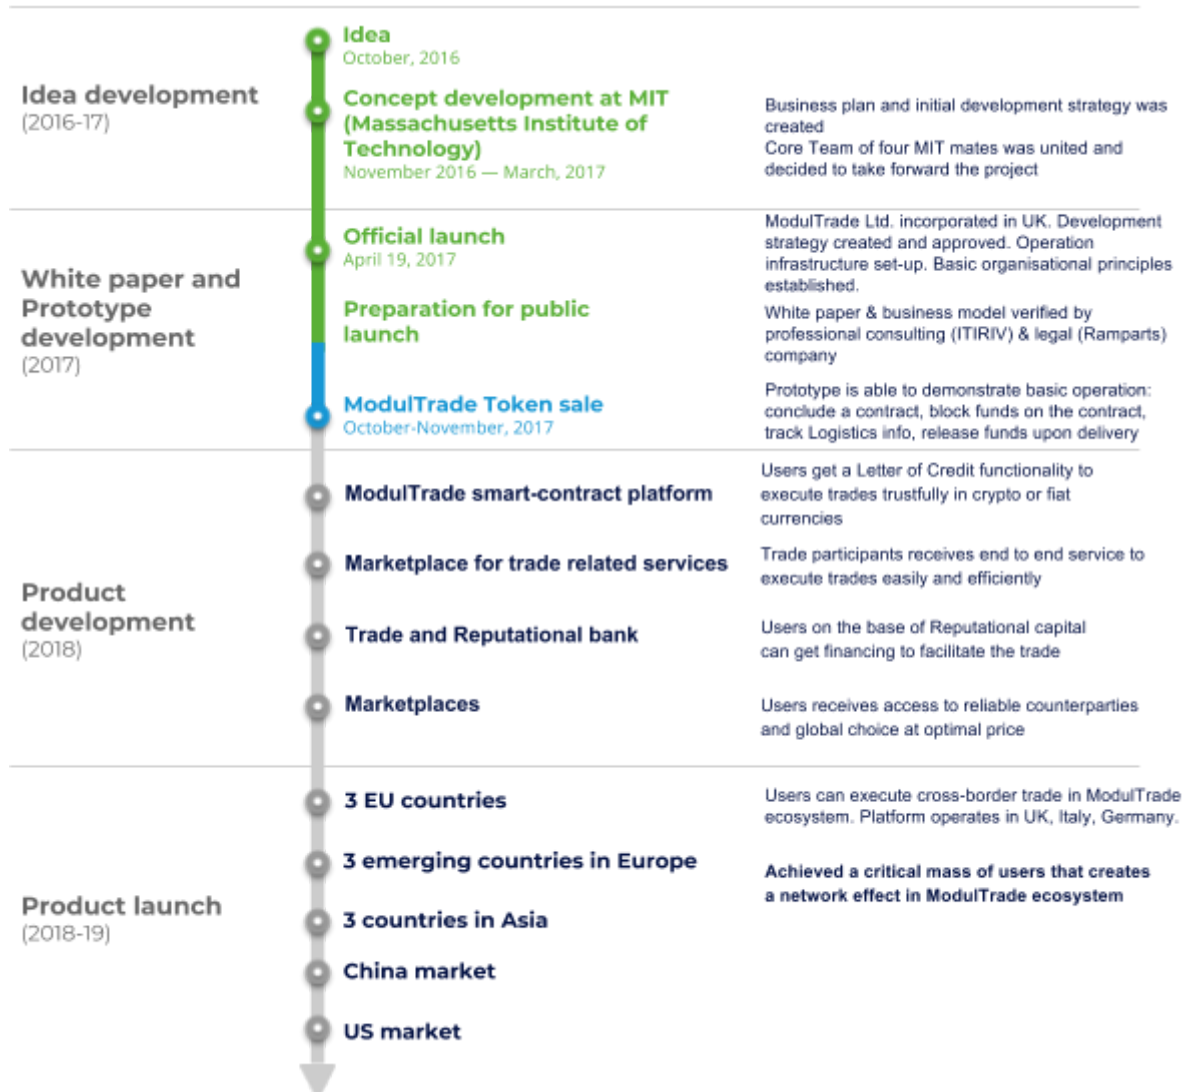 Idea development
(2016-17)
Idea
October, 2016
Concept development at MIT
(Massachusetts Institute of
Technology)
November 2016 — March, 2017
Business plan and initial development strategy was
created
Core Team of four MIT mates was united and
decided to take forward the project
White paper and
Prototype
development
(2017)
Official launch
April 19, 2017
ModulTrade Ltd. incorporated in UK. Development
strategy created and approved. Operation
infrastructure set-up. Basic organisational principles
established.
Preparation for public
launch
White paper & business model verified by
professional consulting (ITIRIV) & legal (Ramparts)
company
ModulTrade Token sale
October-November, 2017
Prototype is able to demonstrate basic operation:
conclude a contract, block funds on the contract,
track Logistics info, release funds upon delivery
Product
development
(2018)
ModulTrade smart-contract platform
Users get a Letter of Credit functionality to
execute trades trustfully in crypto or fiat
currencies
Marketplace for trade related services
Trade participants receives end to end service to
execute trades easily and efficiently
Trade and Reputational bank
Users on the base of Reputational capital
can get financing to facilitate the trade
Marketplaces
Users receives access to reliable counterparties
and global choice at optimal price
Product launch
(2018-19)
3 EU countries
Users can execute cross-border trade in ModulTrade
ecosystem. Platform operates in UK, Italy, Germany.
3 emerging countries in Europe
Achieved a critical mass of users that creates
a network effect in ModulTrade ecosystem
3 countries in Asia
China market
US market